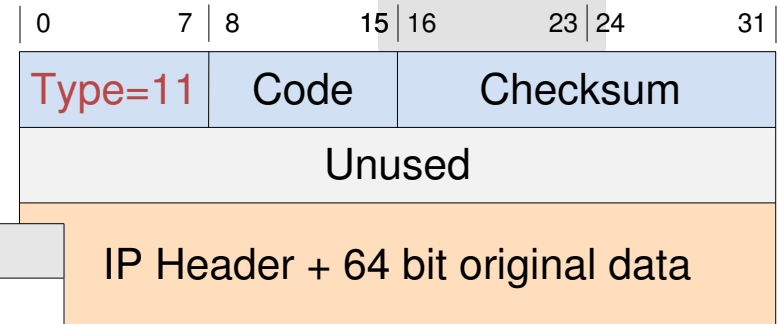 0 7 8 15 16 23 24 31
Type=11 Code Checksum
Unused
IP Header + 64 bit original data